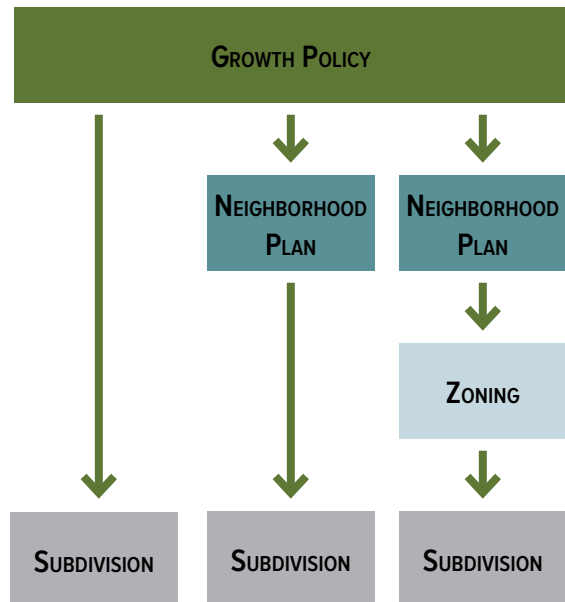 Growth Policy
Neighborhood
Plan
Neighborhood
Plan
Zoning
Subdivision
Subdivision
Subdivision